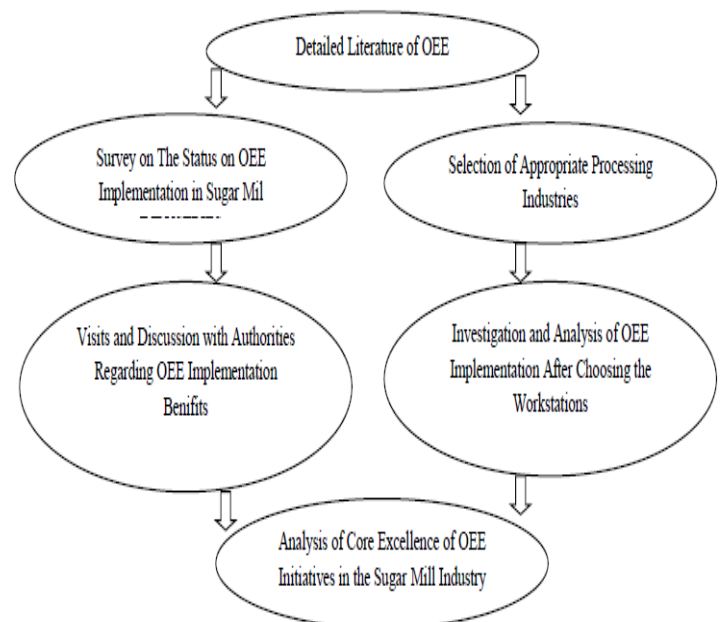 Detailed Literature of OEE
Survey on The Status on OEE
Implementation in Sugar Mil
Selection of Appropriate Processing
Industries
Visits and Discussion with Authorities
Regarding OEE Implementation
Benifits
Investigation and Analysis of OEE
Implementation After Choosing the
Workstations
Analysis of Core Excellence of OEE
Initiatives in the Sugar Mill Industry